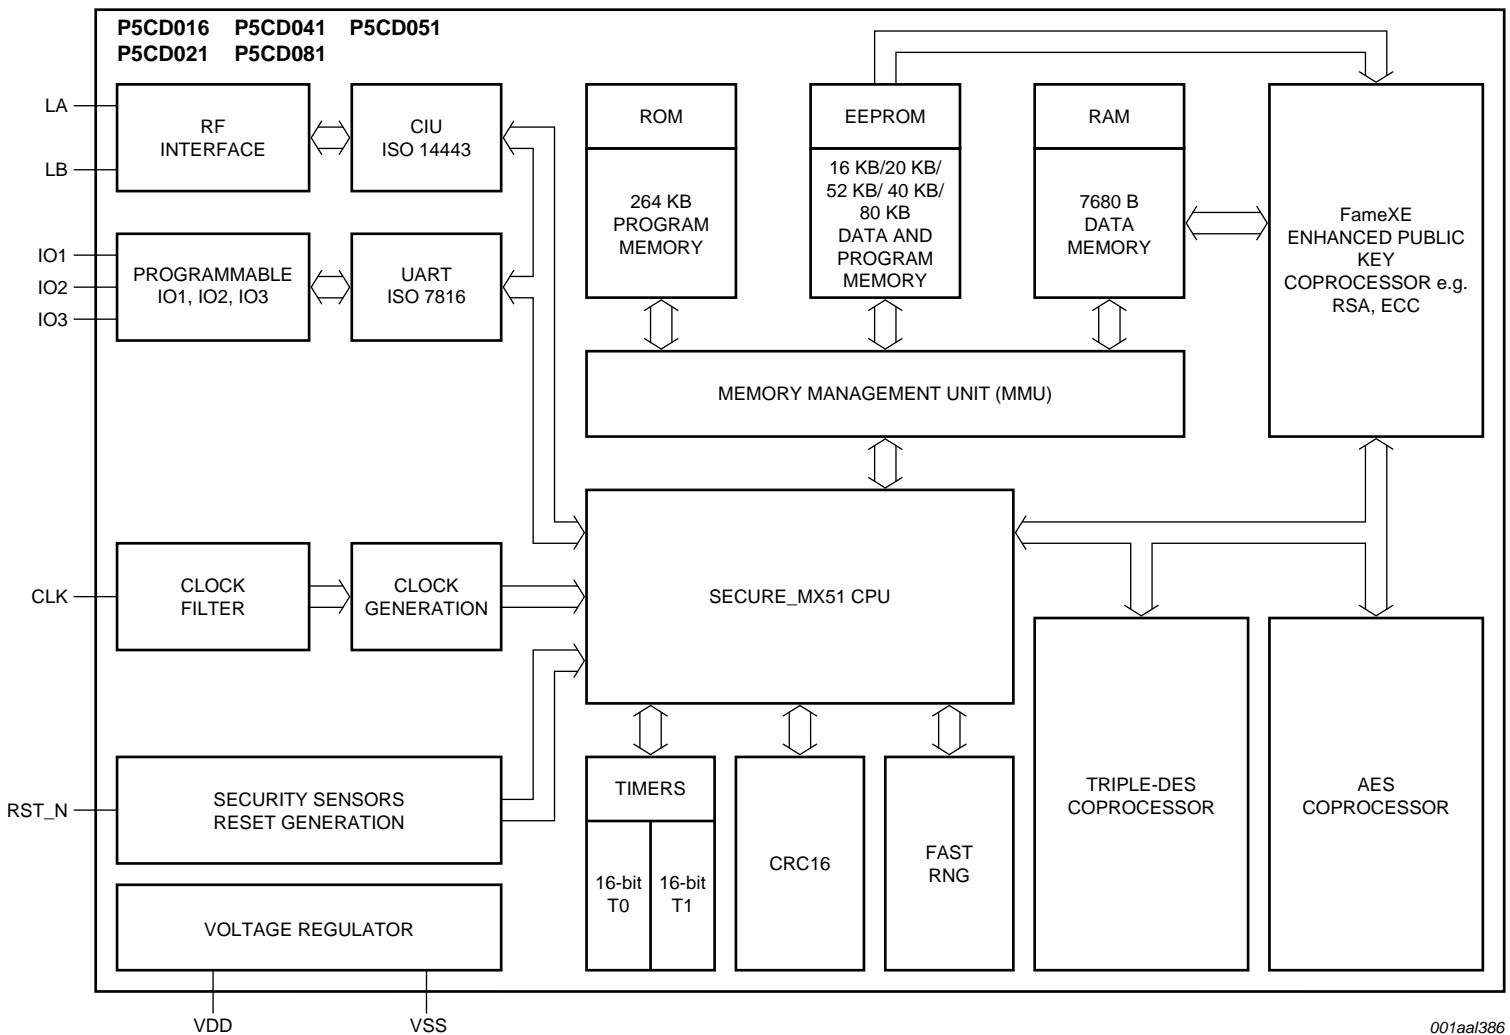 P5CD016 P5CD041 P5CD051
P5CD021 P5CD081
LA
LB
RF
INTERFACE
CIU
ISO 14443
IO1
IO2
IO3
PROGRAMMABLE
IO1, IO2, IO3
UART
ISO 7816
ROM
264 KB
PROGRAM
MEMORY
EEPROM
16 KB/20 KB/
52 KB/ 40 KB/
80 KB
DATA AND
PROGRAM
MEMORY
RAM
7680 B
DATA
MEMORY
FameXE
ENHANCED PUBLIC
KEY
COPROCESSOR e.g.
RSA, ECC
MEMORY MANAGEMENT UNIT (MMU)
CLK
CLOCK
FILTER
CLOCK
GENERATION
SECURE_MX51 CPU
RST_N
SECURITY SENSORS
RESET GENERATION
VOLTAGE REGULATOR
VDD
VSS
TIMERS
16-bit
T0
16-bit
T1
CRC16
FAST
RNG
TRIPLE-DES
COPROCESSOR
AES
COPROCESSOR
001aal386